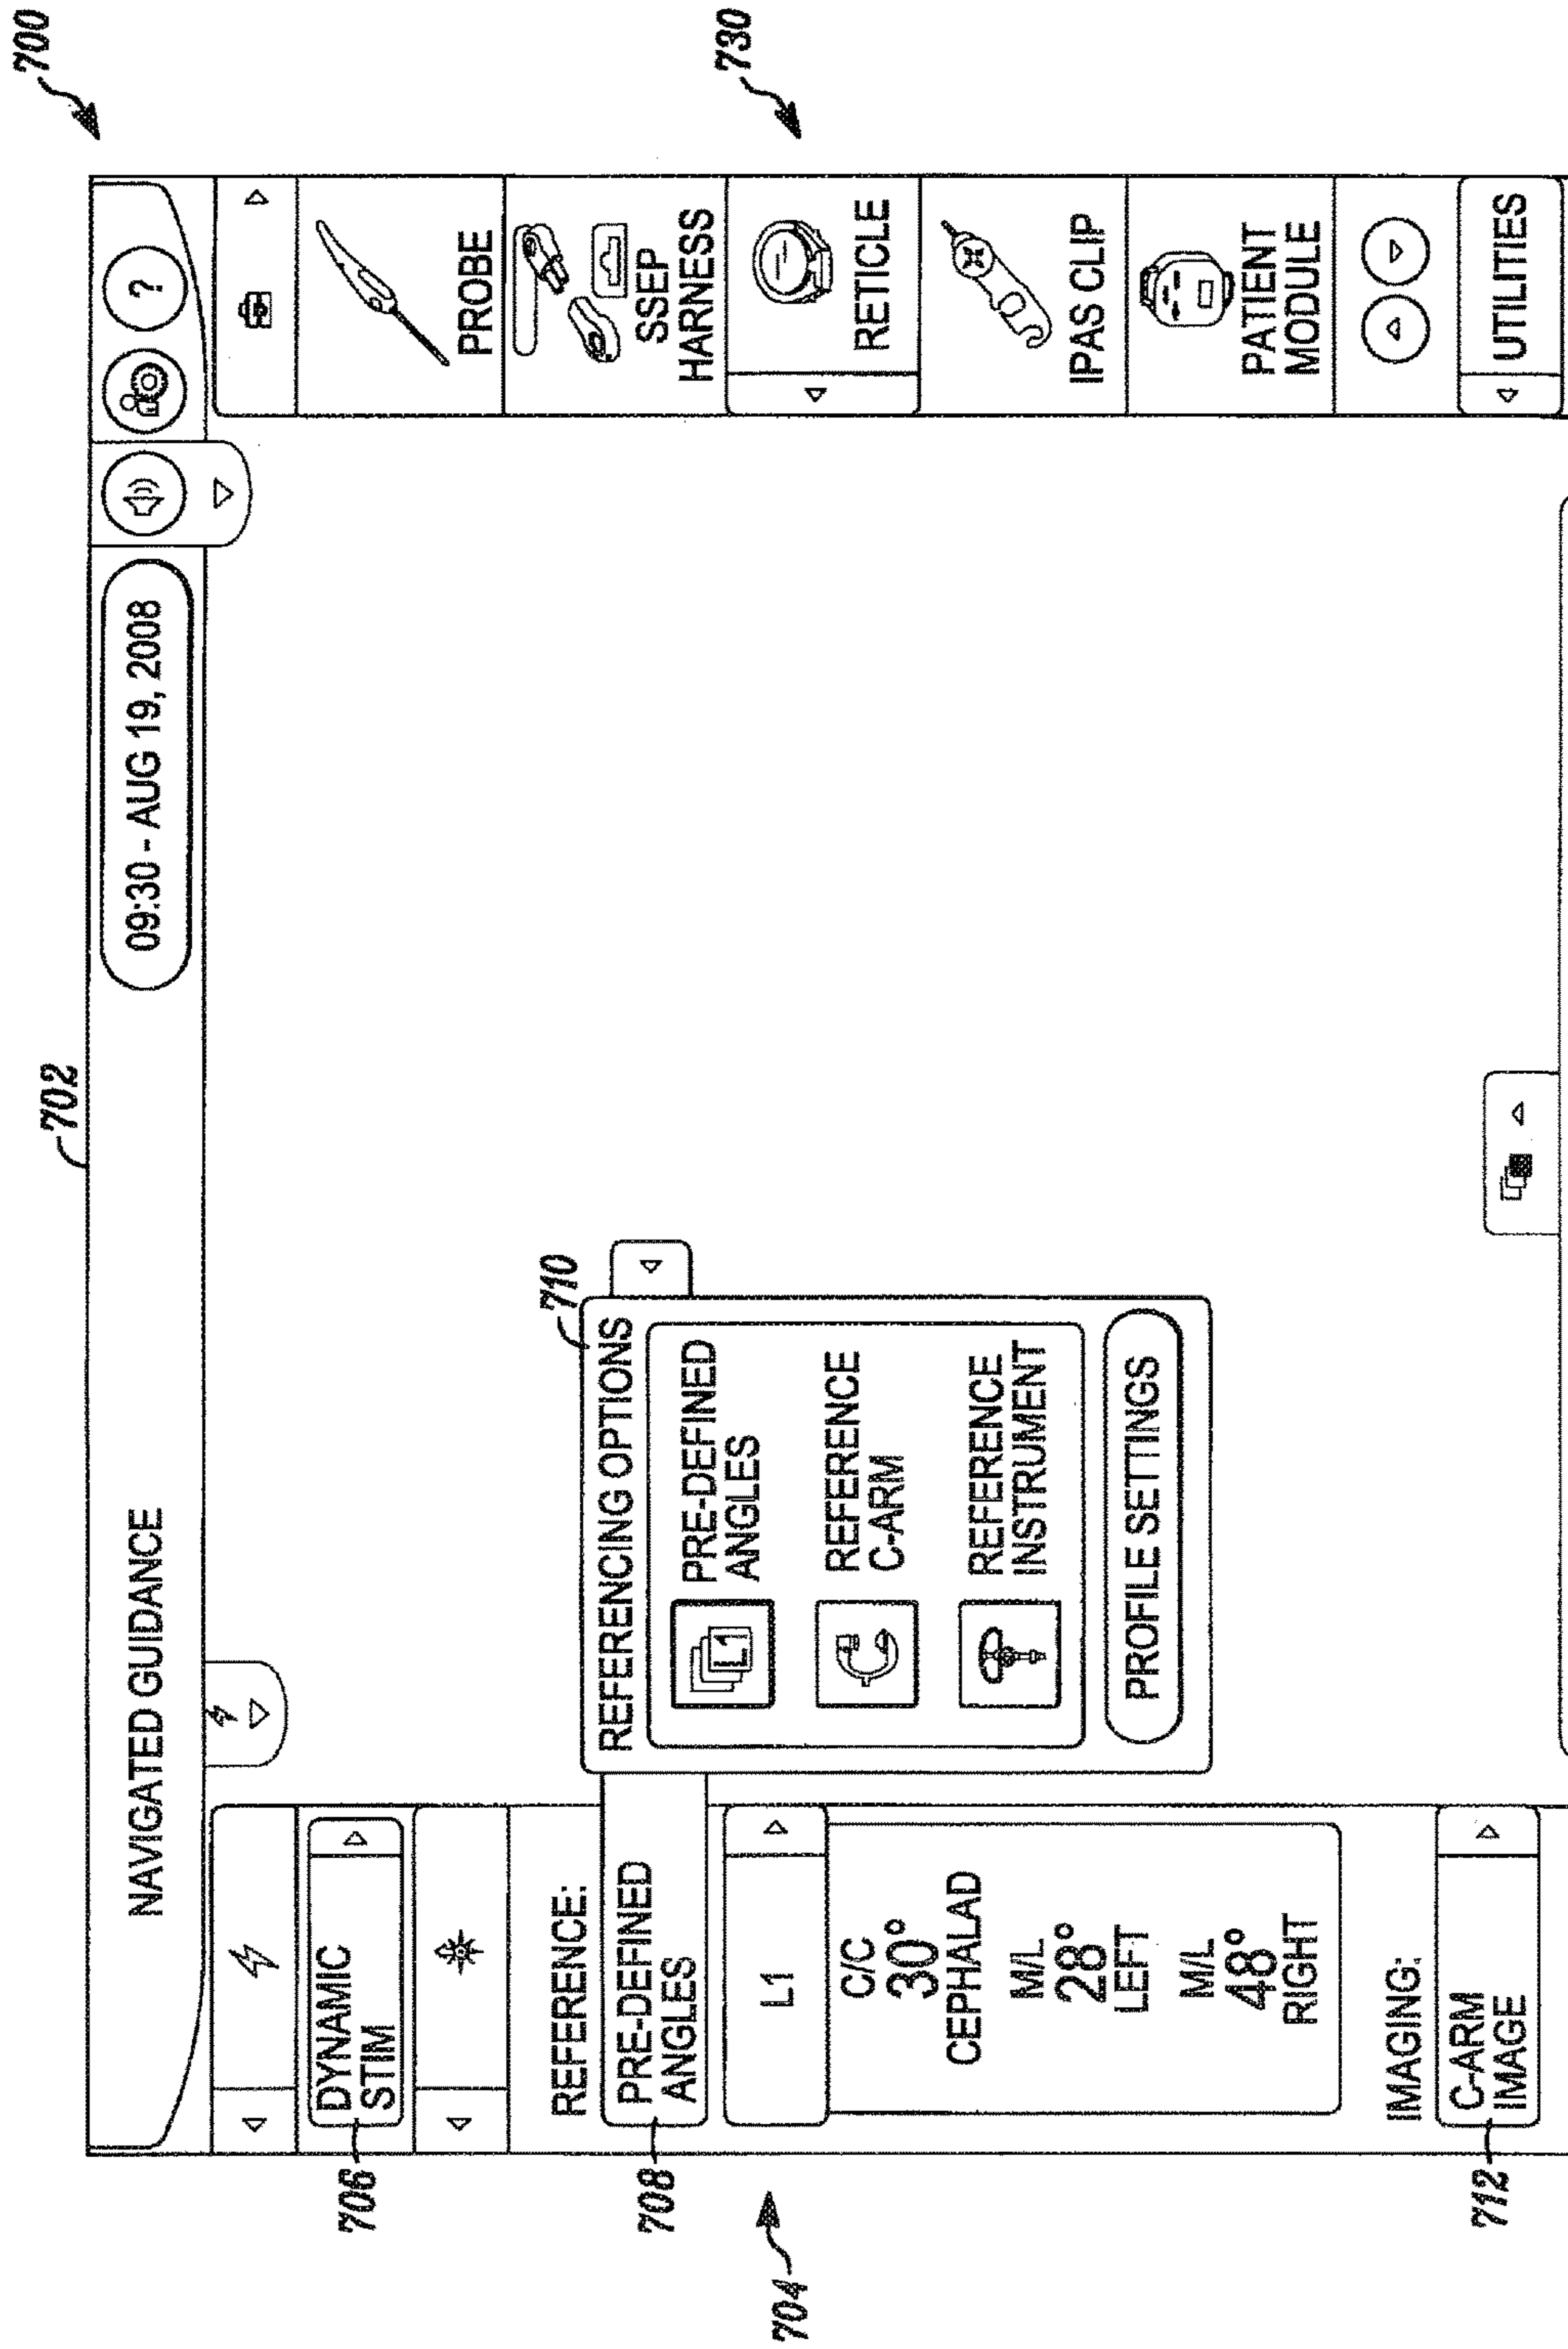 700
702
NAVIGATED GUIDANCE
09:30 - AUG 19, 2008
?
706
DYNAMIC
STIM
REFERENCE:
708
PRE-DEFINED
ANGLES
704
L1
C/C
30°
CEPHALAD
M/L
28°
LEFT
M/L
48°
RIGHT
IMAGING:
712
C-ARM
IMAGE
710
REFERENCING OPTIONS
L1
PRE-DEFINED
ANGLES
REFERENCE
C-ARM
REFERENCE
INSTRUMENT
PROFILE SETTINGS
PROBE
SSEP
HARNESS
730
RETICLE
IPAS CLIP
PATIENT
MODULE
UTILITIES